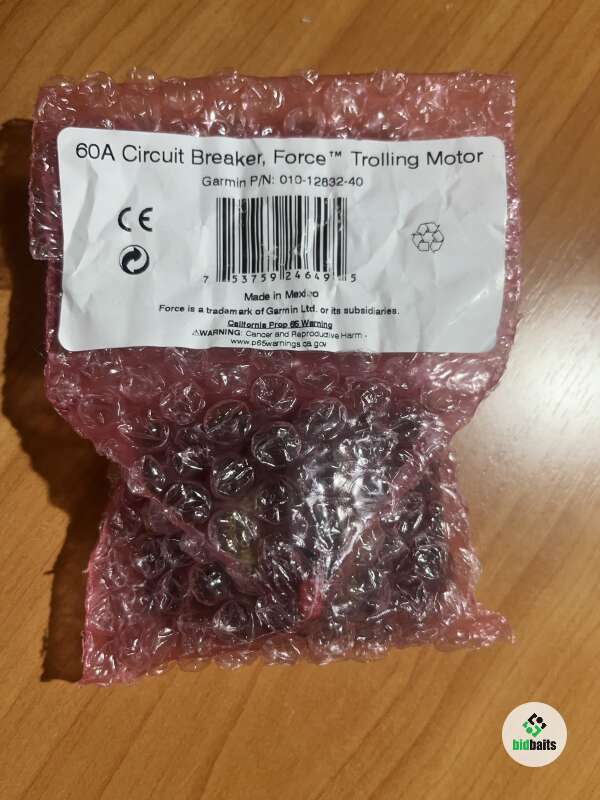 60A Circuit Breaker, Force™ Trolling Motor
Garmin P/N: 010-12832-40
CE
7 53759 24649 5
Made in Mexico
Force is a trademark of Garmin Ltd. or its subsidiaries.
California Prop 65 Warning
⚠WARNING: Cancer and Reproductive Harm -
www.p65warnings.ca.gov
bidbaits